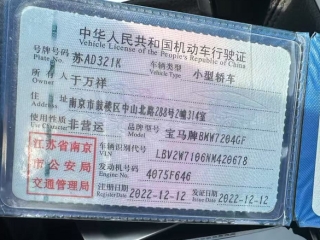 中华人民共和国机动车行驶证
Vehicle License of the People's Republic of China
号牌号码 苏AD321K 车辆类型 小型轿车
Plate No. Vehicle Type
所有人 于万祥
Owner
住址 南京市鼓楼区中山北路288号2幢314室
Address
使用性质 非营运 品牌型号 宝马牌BMW7204GF
Model
江苏省南京
市公安局
交通管理局
车辆识别代号 LBV2W7106NM420678
VIN
发动机号码 4075F646
Engine No.
注册日期 2022-12-12 发证日期 2022-12-12
Register Date Issue Date